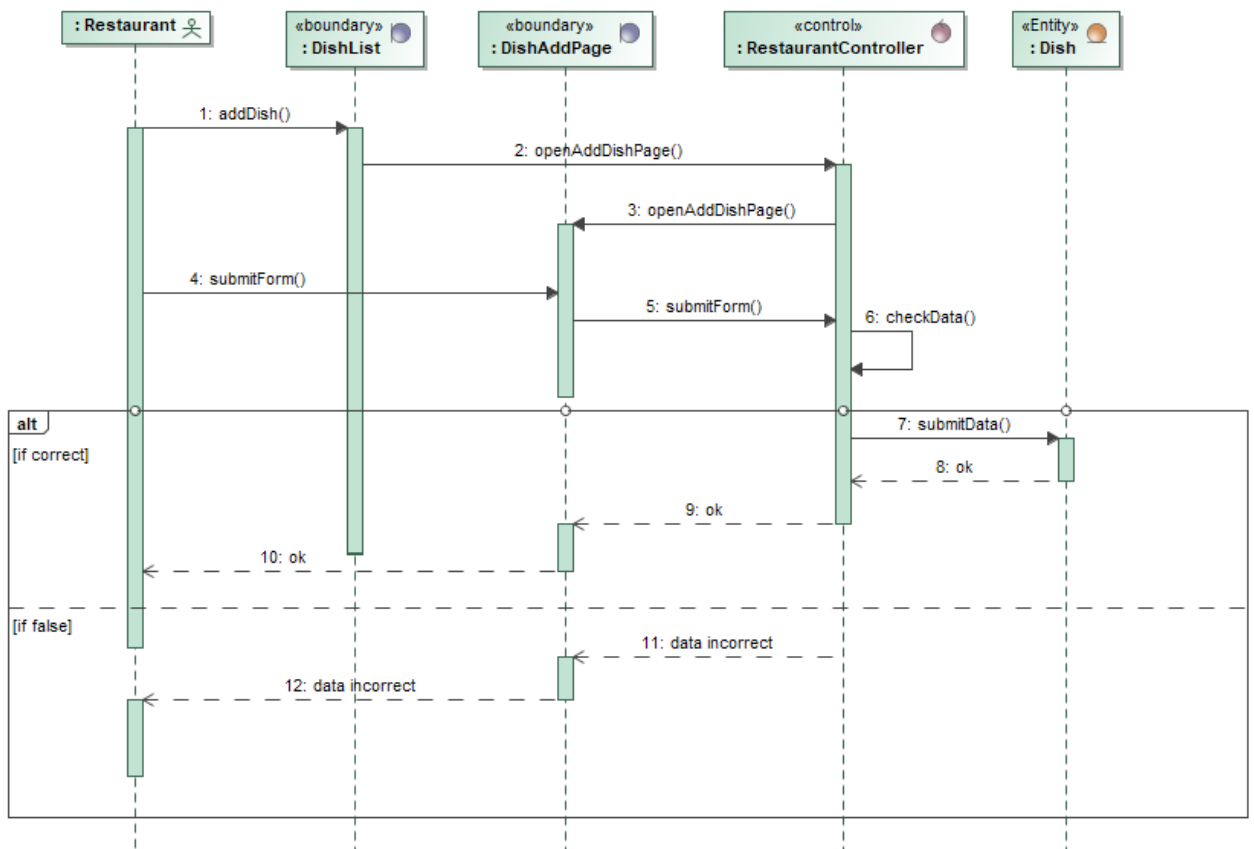 : Restaurant
«boundary»
: DishList
«boundary»
: DishAddPage
«control»
: RestaurantController
«Entity»
: Dish
1: addDish()
2: openAddDishPage()
3: openAddDishPage()
4: submitForm()
5: submitForm()
6: checkData()
alt
[if correct]
7: submitData()
8: ok
9: ok
10: ok
[if false]
11: data incorrect
12: data incorrect